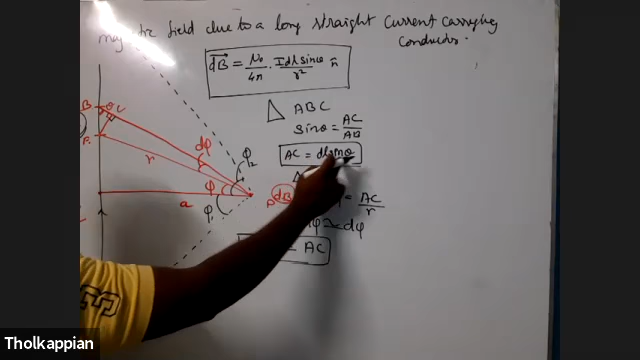 magnetic field due to a long straight current carrying
conductor.
dB = μ₀/4π · Idl sinθ/r² n̂
△ ABC
sinθ = AC/AB
AC = dl sinθ
B
θ
C
dφ
r
φ₂
φ
a
φ₁
dB
= AC/r
≃ dφ
AC
Tholkappian